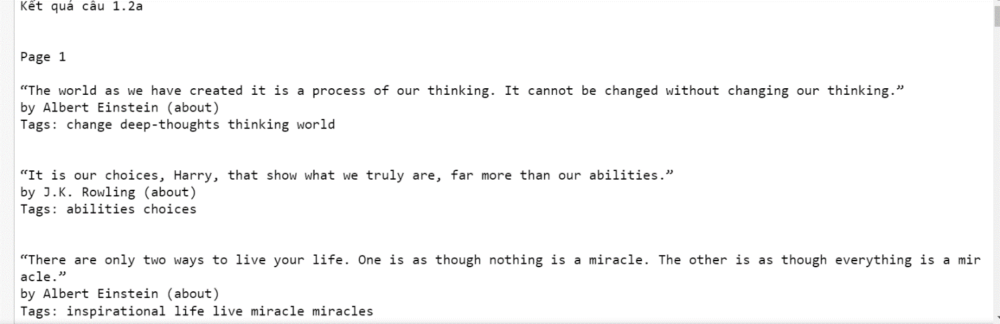 Kết quả câu 1.2a
Page 1
“The world as we have created it is a process of our thinking. It cannot be changed without changing our thinking.”
by Albert Einstein (about)
Tags: change deep-thoughts thinking world
“It is our choices, Harry, that show what we truly are, far more than our abilities.”
by J.K. Rowling (about)
Tags: abilities choices
“There are only two ways to live your life. One is as though nothing is a miracle. The other is as though everything is a mir
acle.”
by Albert Einstein (about)
Tags: inspirational life live miracle miracles